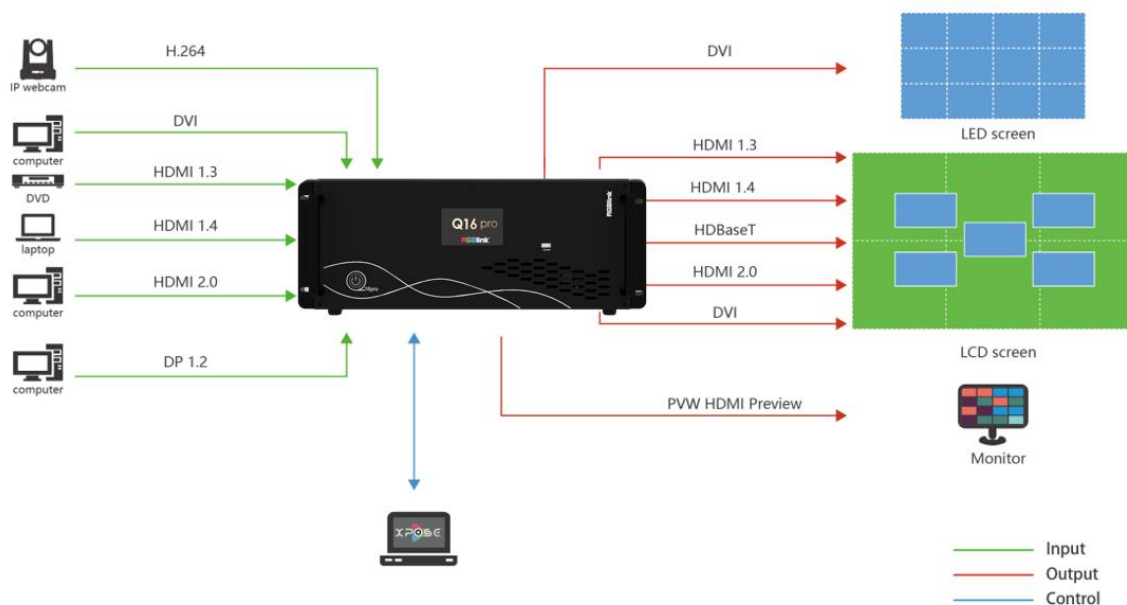 H.264
IP webcam
DVI
computer
HDMI 1.3
DVD
HDMI 1.4
laptop
HDMI 2.0
computer
DP 1.2
computer
Q16 pro
RGBlink
RGBlink
XPOSE
DVI
LED screen
HDMI 1.3
HDMI 1.4
HDBaseT
HDMI 2.0
DVI
LCD screen
PVW HDMI Preview
Monitor
Input
Output
Control